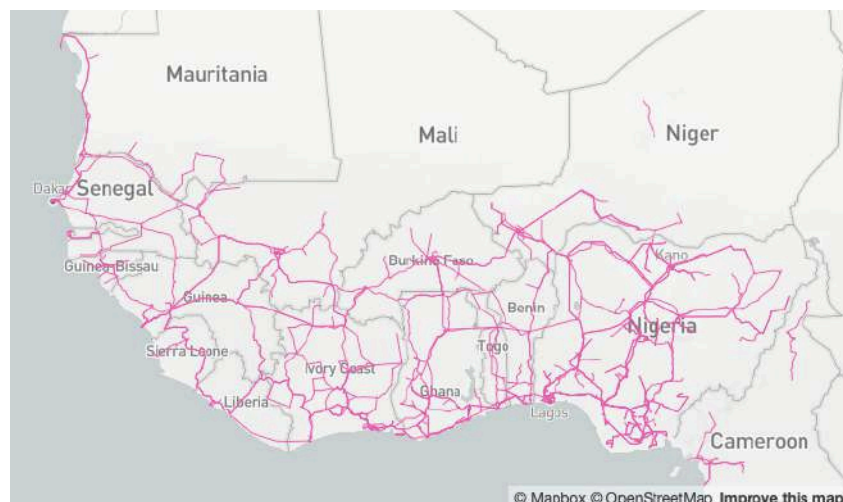 Mauritania
Mali
Niger
Dakar
Senegal
Guinea-Bissau
Burkina Faso
Kano
Guinea
Benin
Nigeria
Sierra Leone
Ivory Coast
Togo
Ghana
Liberia
Lagos
Cameroon
© Mapbox © OpenStreetMap Improve this map